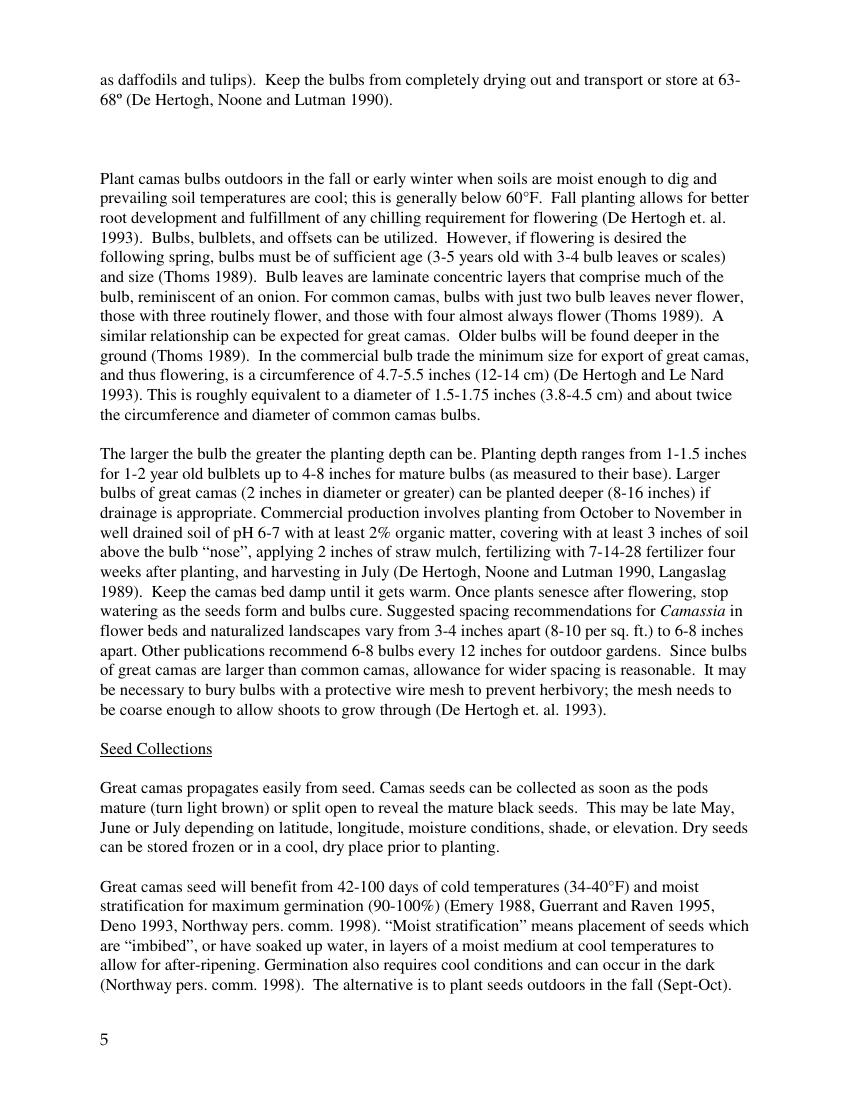 as daffodils and tulips).  Keep the bulbs from completely drying out and transport or store at 63-
68º (De Hertogh, Noone and Lutman 1990).
Plant camas bulbs outdoors in the fall or early winter when soils are moist enough to dig and
prevailing soil temperatures are cool; this is generally below 60°F.  Fall planting allows for better
root development and fulfillment of any chilling requirement for flowering (De Hertogh et. al.
1993).  Bulbs, bulblets, and offsets can be utilized.  However, if flowering is desired the
following spring, bulbs must be of sufficient age (3-5 years old with 3-4 bulb leaves or scales)
and size (Thoms 1989).  Bulb leaves are laminate concentric layers that comprise much of the
bulb, reminiscent of an onion. For common camas, bulbs with just two bulb leaves never flower,
those with three routinely flower, and those with four almost always flower (Thoms 1989).  A
similar relationship can be expected for great camas.  Older bulbs will be found deeper in the
ground (Thoms 1989).  In the commercial bulb trade the minimum size for export of great camas,
and thus flowering, is a circumference of 4.7-5.5 inches (12-14 cm) (De Hertogh and Le Nard
1993). This is roughly equivalent to a diameter of 1.5-1.75 inches (3.8-4.5 cm) and about twice
the circumference and diameter of common camas bulbs.
The larger the bulb the greater the planting depth can be. Planting depth ranges from 1-1.5 inches
for 1-2 year old bulblets up to 4-8 inches for mature bulbs (as measured to their base). Larger
bulbs of great camas (2 inches in diameter or greater) can be planted deeper (8-16 inches) if
drainage is appropriate. Commercial production involves planting from October to November in
well drained soil of pH 6-7 with at least 2% organic matter, covering with at least 3 inches of soil
above the bulb “nose”, applying 2 inches of straw mulch, fertilizing with 7-14-28 fertilizer four
weeks after planting, and harvesting in July (De Hertogh, Noone and Lutman 1990, Langaslag
1989).  Keep the camas bed damp until it gets warm. Once plants senesce after flowering, stop
watering as the seeds form and bulbs cure. Suggested spacing recommendations for Camassia in
flower beds and naturalized landscapes vary from 3-4 inches apart (8-10 per sq. ft.) to 6-8 inches
apart. Other publications recommend 6-8 bulbs every 12 inches for outdoor gardens.  Since bulbs
of great camas are larger than common camas, allowance for wider spacing is reasonable.  It may
be necessary to bury bulbs with a protective wire mesh to prevent herbivory; the mesh needs to
be coarse enough to allow shoots to grow through (De Hertogh et. al. 1993).
Seed Collections
Great camas propagates easily from seed. Camas seeds can be collected as soon as the pods
mature (turn light brown) or split open to reveal the mature black seeds.  This may be late May,
June or July depending on latitude, longitude, moisture conditions, shade, or elevation. Dry seeds
can be stored frozen or in a cool, dry place prior to planting.
Great camas seed will benefit from 42-100 days of cold temperatures (34-40°F) and moist
stratification for maximum germination (90-100%) (Emery 1988, Guerrant and Raven 1995,
Deno 1993, Northway pers. comm. 1998). “Moist stratification” means placement of seeds which
are “imbibed”, or have soaked up water, in layers of a moist medium at cool temperatures to
allow for after-ripening. Germination also requires cool conditions and can occur in the dark
(Northway pers. comm. 1998).  The alternative is to plant seeds outdoors in the fall (Sept-Oct).
5